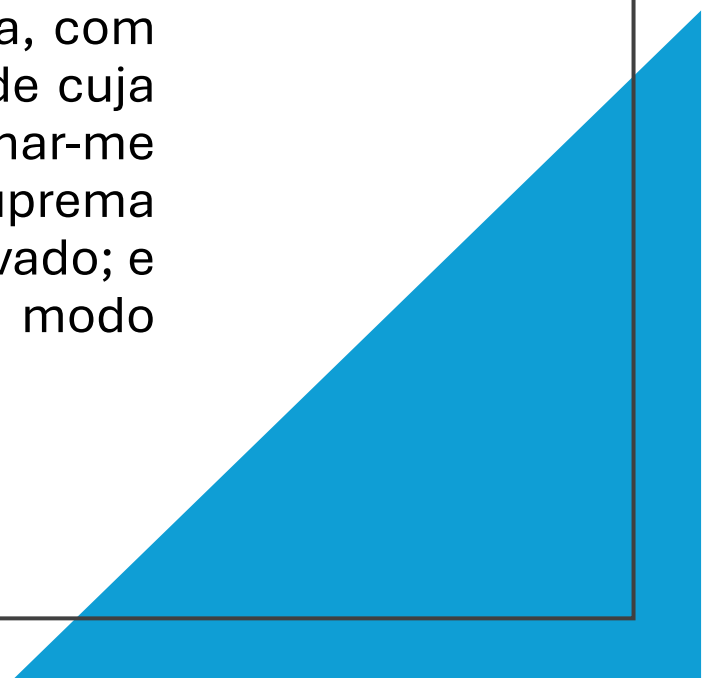 a, com
de cuja
nar-me
uprema
vado; e
modo